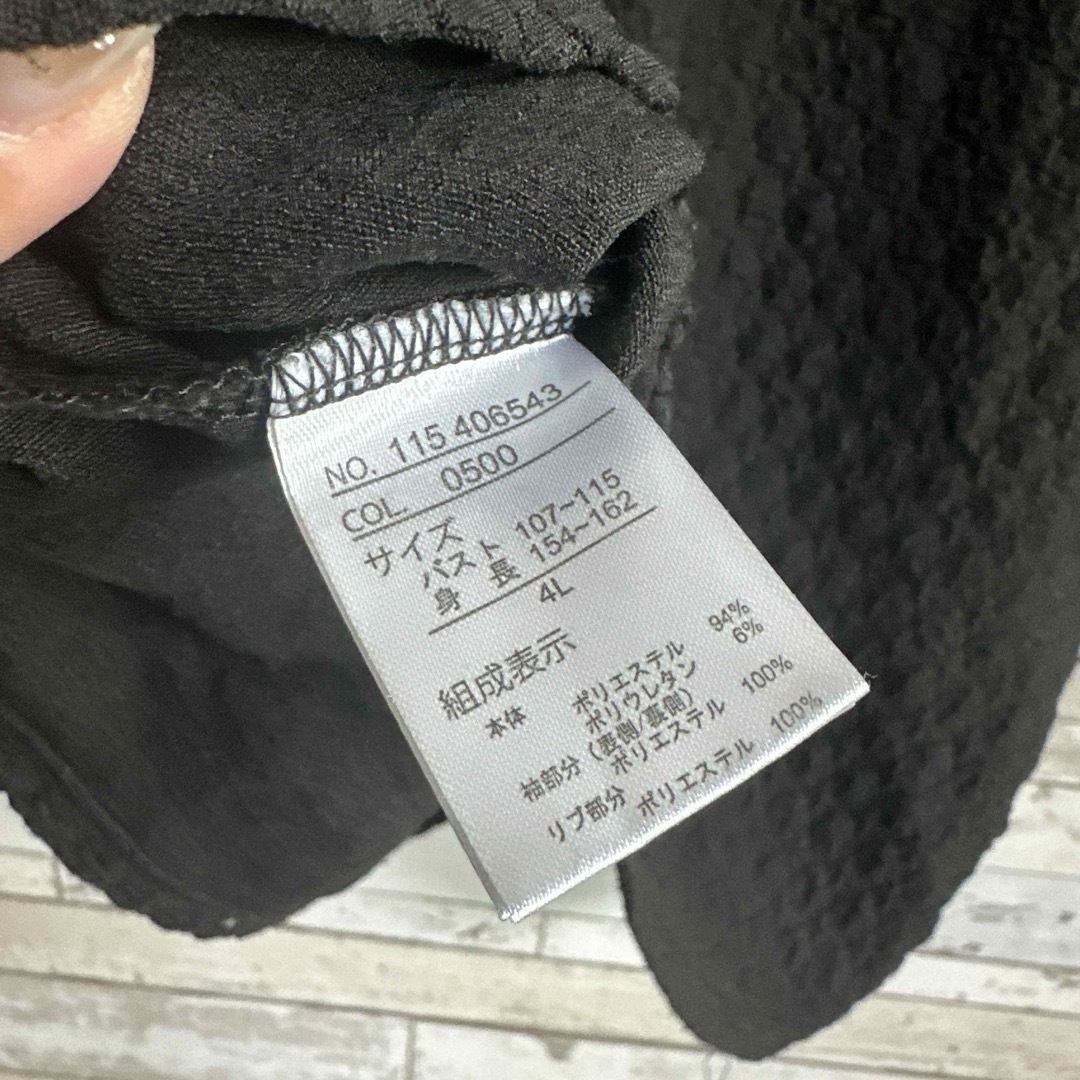 NO. 115 406543
COL 0500
サイズ
バスト 107~115
身長 154~162
4L
組成表示
本体 ポリエステル 94%
ポリウレタン 6%
袖部分（表側/裏側）
ポリエステル 100%
リブ部分 ポリエステル 100%